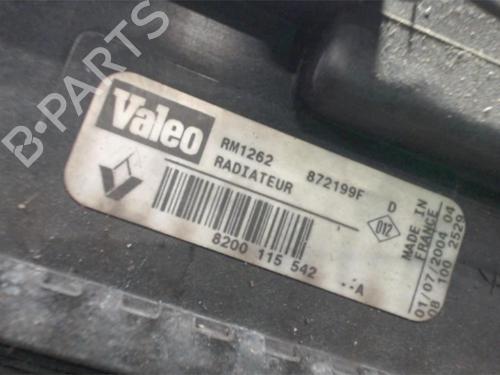 B-PARTS
Valeo
RM1262 872199F D
RADIATEUR
012
8200 115 542 --A
MADE IN
FRANCE
01/07/2004 04
08 100 2529